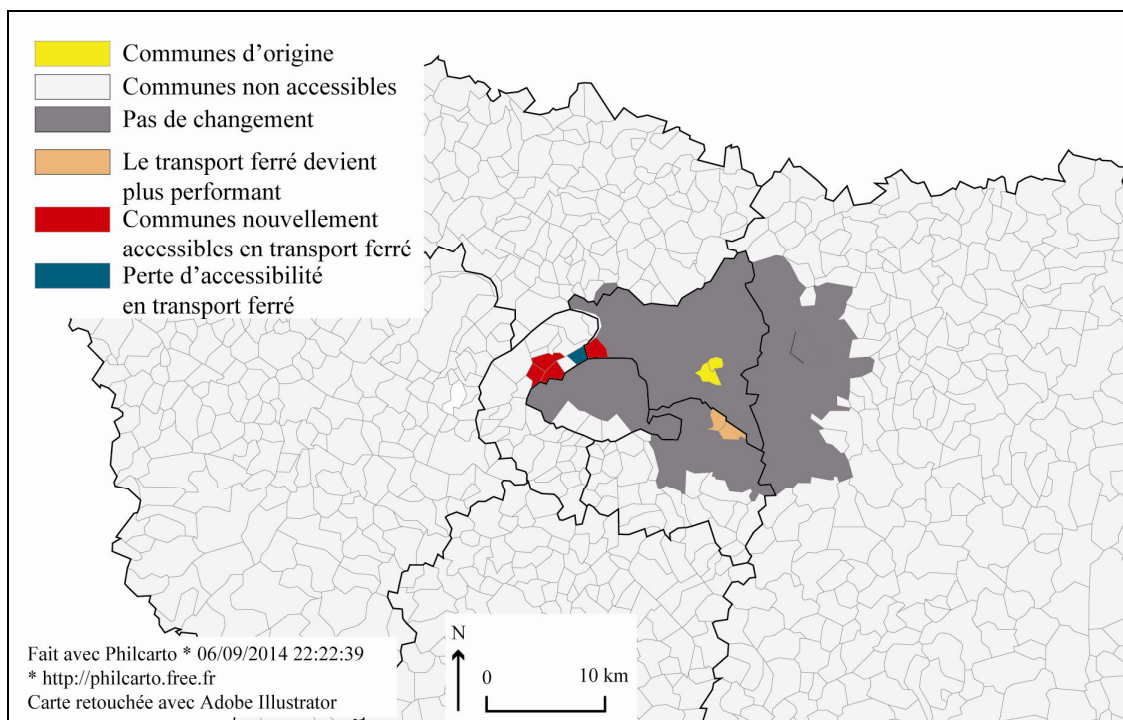 Communes d'origine
Communes non accessibles
Pas de changement
Le transport ferré devient
plus performant
Communes nouvellement
accessibles en transport ferré
Perte d'accessibilité
en transport ferré
Fait avec Philcarto * 06/09/2014 22:22:39
* http://philcarto.free.fr
Carte retouchée avec Adobe Illustrator
N
0 10 km